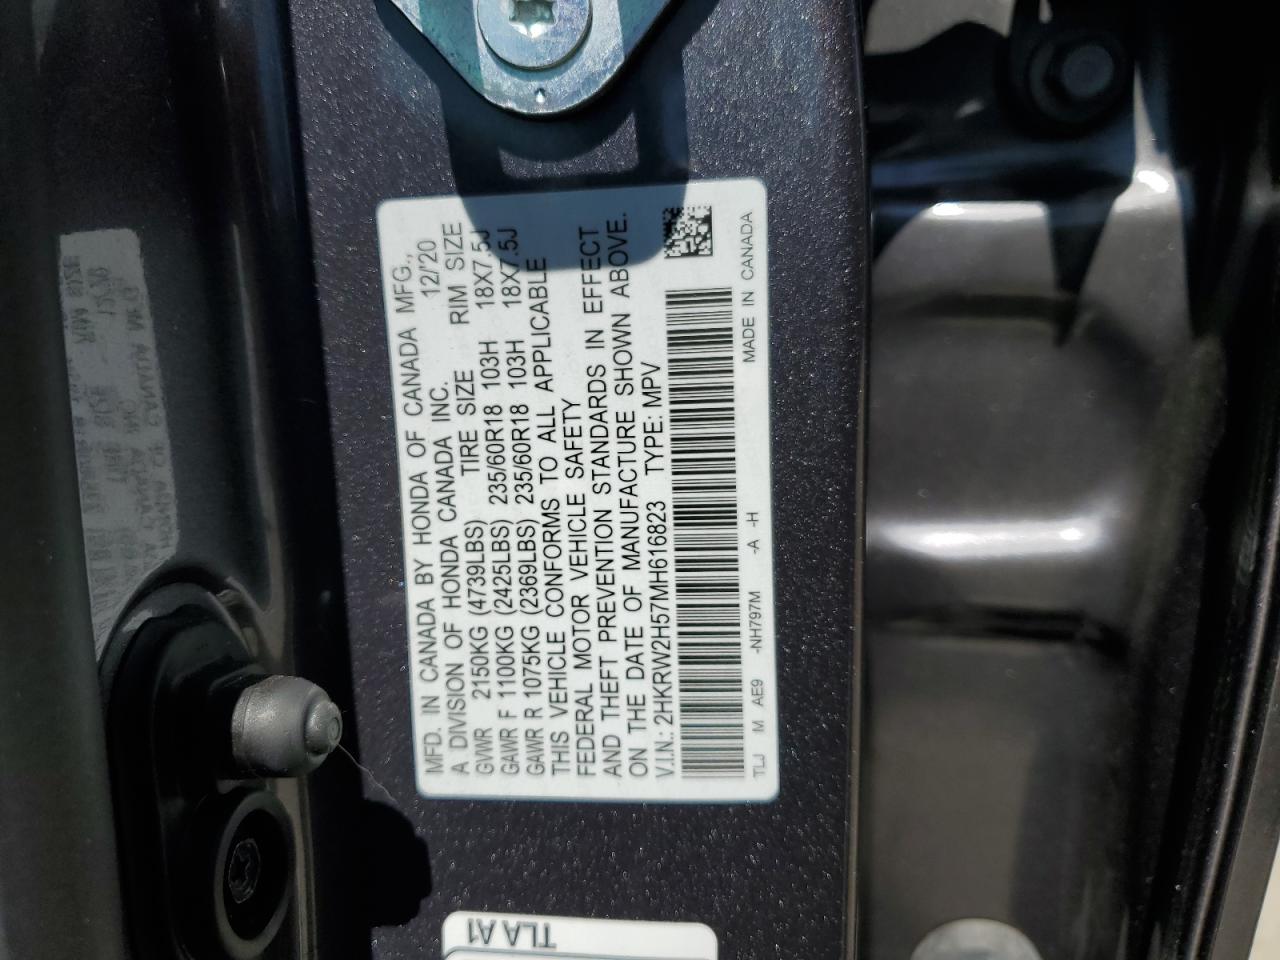 MFD. IN CANADA BY HONDA OF CANADA MFG.,
A DIVISION OF HONDA CANADA INC. 12/'20
GVWR 2150KG (4739LBS) TIRE SIZE RIM SIZE
GAWR F 1100KG (2425LBS) 235/60R18 103H 18X7.5J
GAWR R 1075KG (2369LBS) 235/60R18 103H 18X7.5J
THIS VEHICLE CONFORMS TO ALL APPLICABLE
FEDERAL MOTOR VEHICLE SAFETY
AND THEFT PREVENTION STANDARDS IN EFFECT
ON THE DATE OF MANUFACTURE SHOWN ABOVE.
V.I.N.: 2HKRW2H57MH616823 TYPE: MPV
TLJ M AE9 -NH797M -A -H MADE IN CANADA
TLA A1